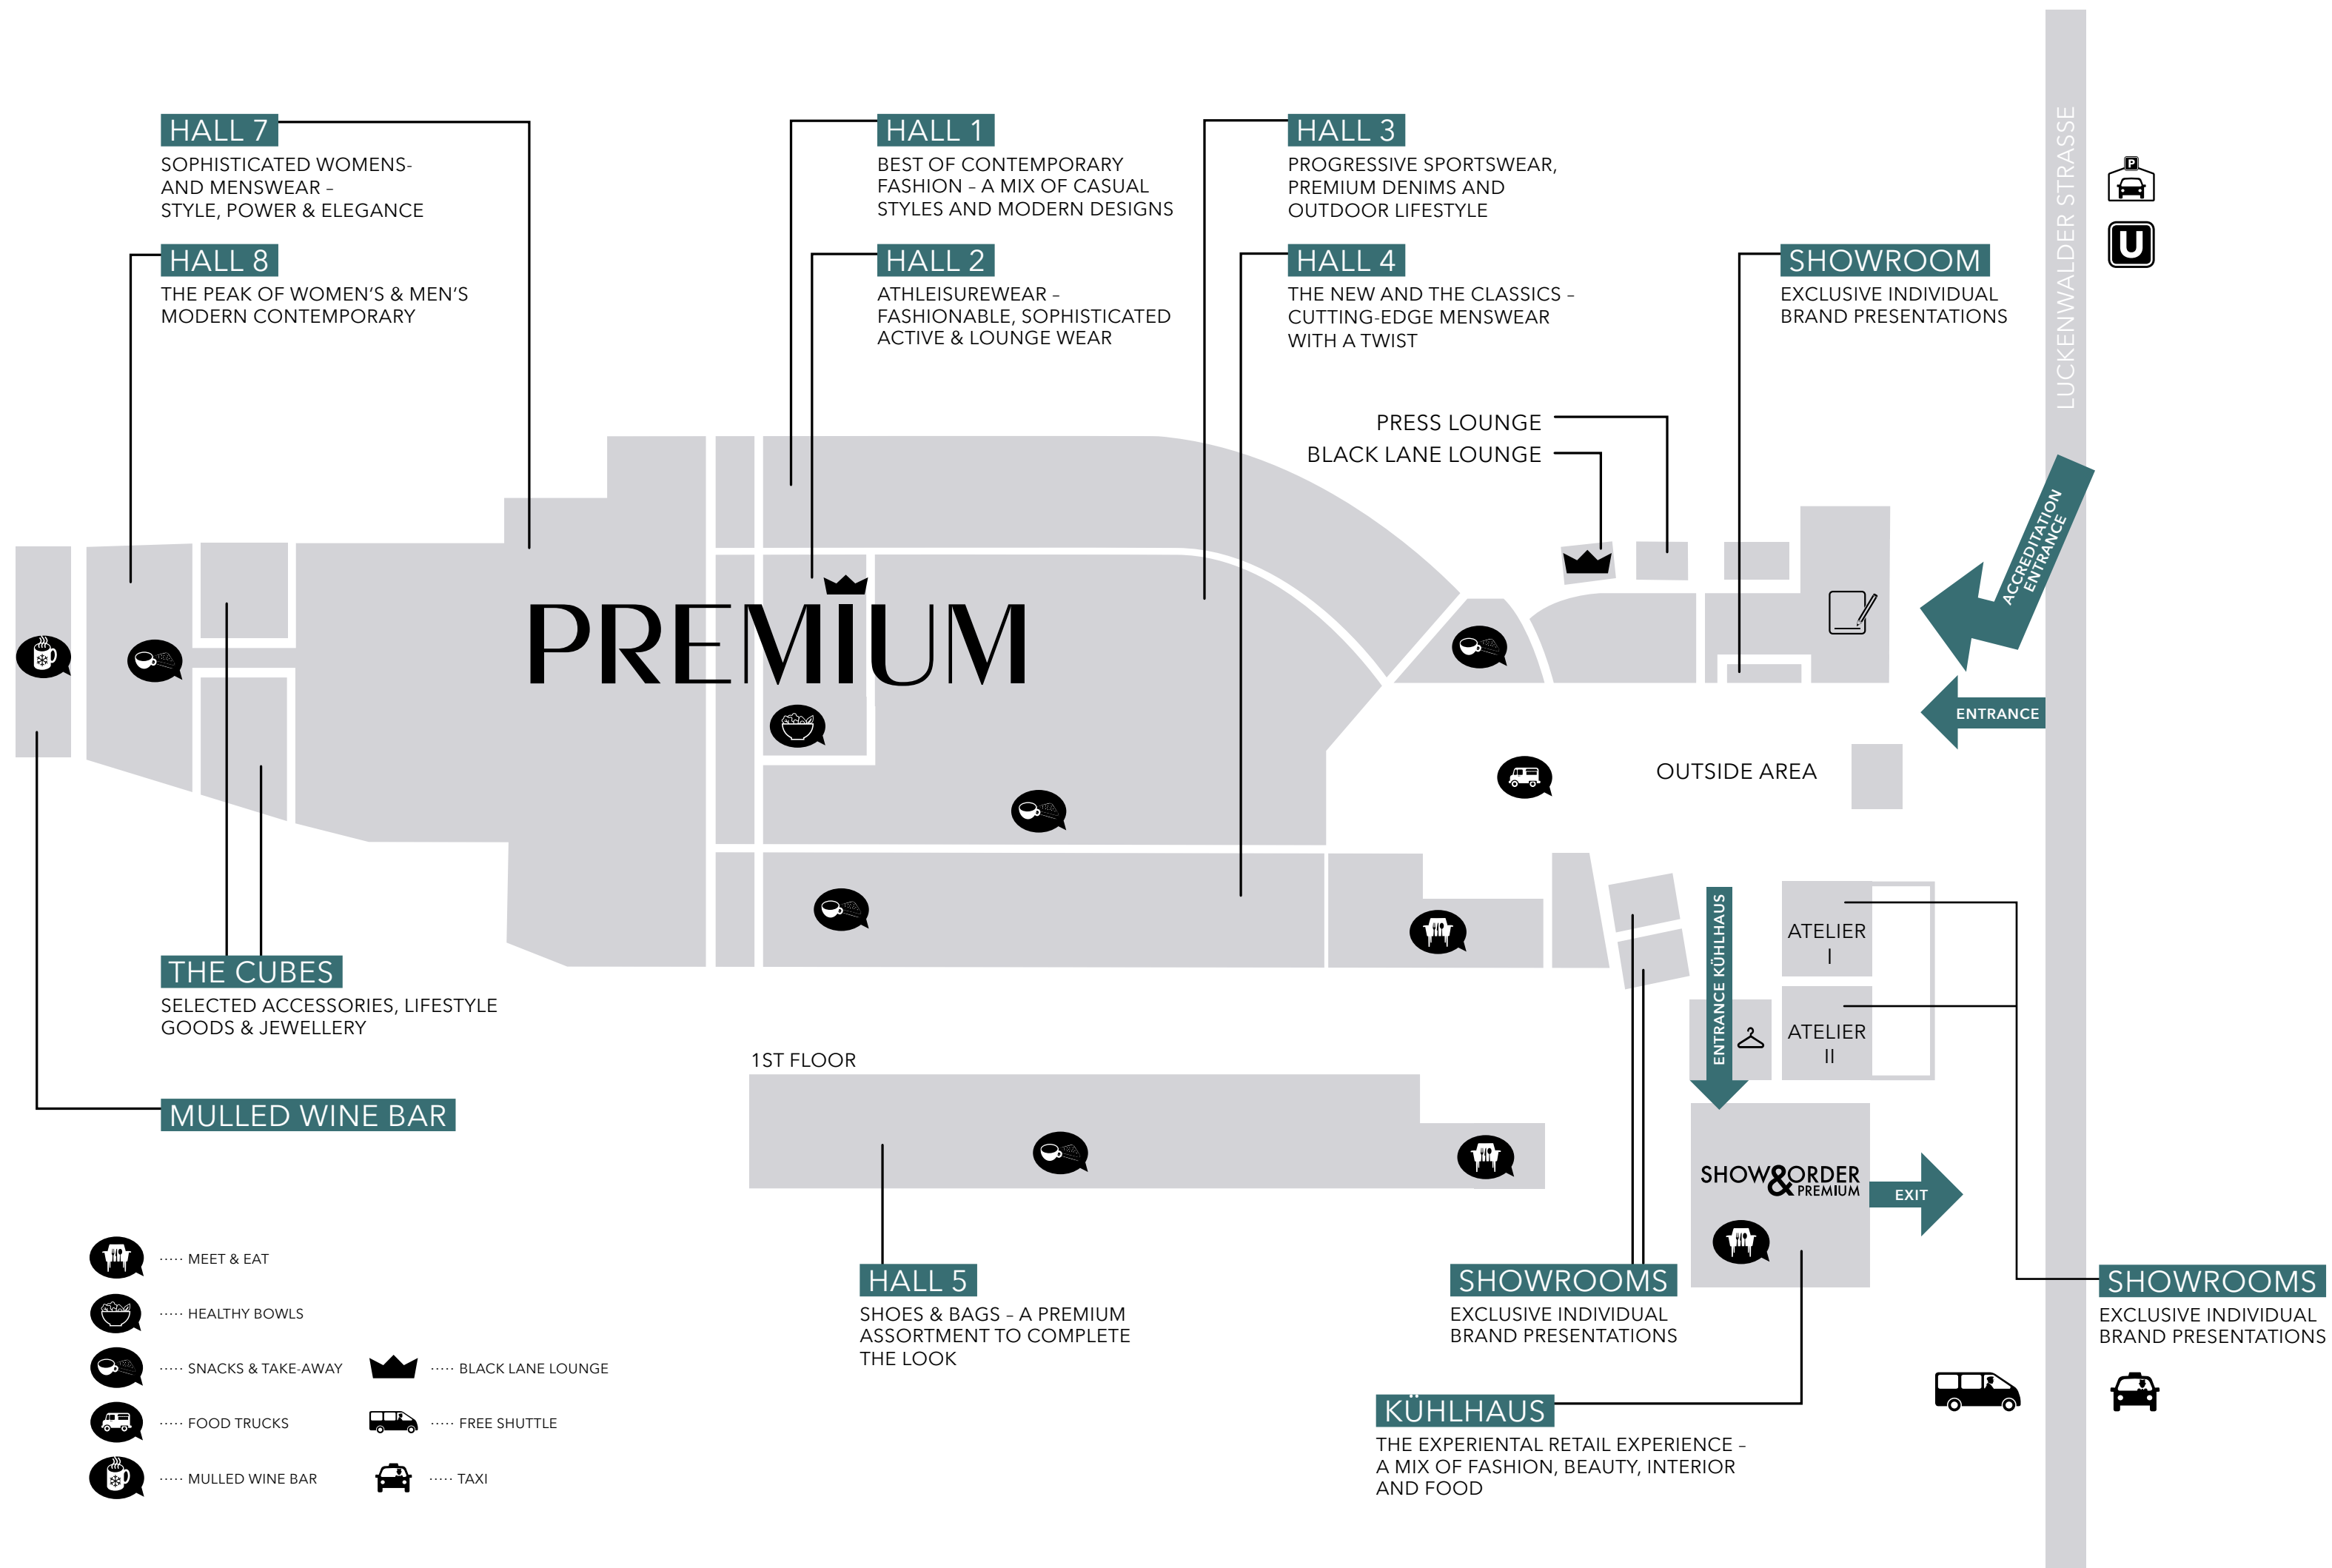 HALL 7
SOPHISTICATED WOMENS-
AND MENSWEAR –
STYLE, POWER & ELEGANCE
HALL 8
THE PEAK OF WOMEN'S & MEN'S
MODERN CONTEMPORARY
HALL 1
BEST OF CONTEMPORARY
FASHION – A MIX OF CASUAL
STYLES AND MODERN DESIGNS
HALL 2
ATHLEISUREWEAR –
FASHIONABLE, SOPHISTICATED
ACTIVE & LOUNGE WEAR
HALL 3
PROGRESSIVE SPORTSWEAR,
PREMIUM DENIMS AND
OUTDOOR LIFESTYLE
HALL 4
THE NEW AND THE CLASSICS –
CUTTING-EDGE MENSWEAR
WITH A TWIST
SHOWROOM
EXCLUSIVE INDIVIDUAL
BRAND PRESENTATIONS
LUCKENWALDER STRASSE
P
U
PRESS LOUNGE
BLACK LANE LOUNGE
ACCREDITATION
ENTRANCE
ENTRANCE
PREMIUM
OUTSIDE AREA
ENTRANCE KÜHLHAUS
ATELIER
I
ATELIER
II
THE CUBES
SELECTED ACCESSORIES, LIFESTYLE
GOODS & JEWELLERY
MULLED WINE BAR
1ST FLOOR
SHOW&ORDER
PREMIUM
EXIT
HALL 5
SHOES & BAGS – A PREMIUM
ASSORTMENT TO COMPLETE
THE LOOK
SHOWROOMS
EXCLUSIVE INDIVIDUAL
BRAND PRESENTATIONS
SHOWROOMS
EXCLUSIVE INDIVIDUAL
BRAND PRESENTATIONS
KÜHLHAUS
THE EXPERIENTAL RETAIL EXPERIENCE –
A MIX OF FASHION, BEAUTY, INTERIOR
AND FOOD
..... MEET & EAT
..... HEALTHY BOWLS
..... SNACKS & TAKE-AWAY
..... FOOD TRUCKS
..... MULLED WINE BAR
..... BLACK LANE LOUNGE
..... FREE SHUTTLE
..... TAXI